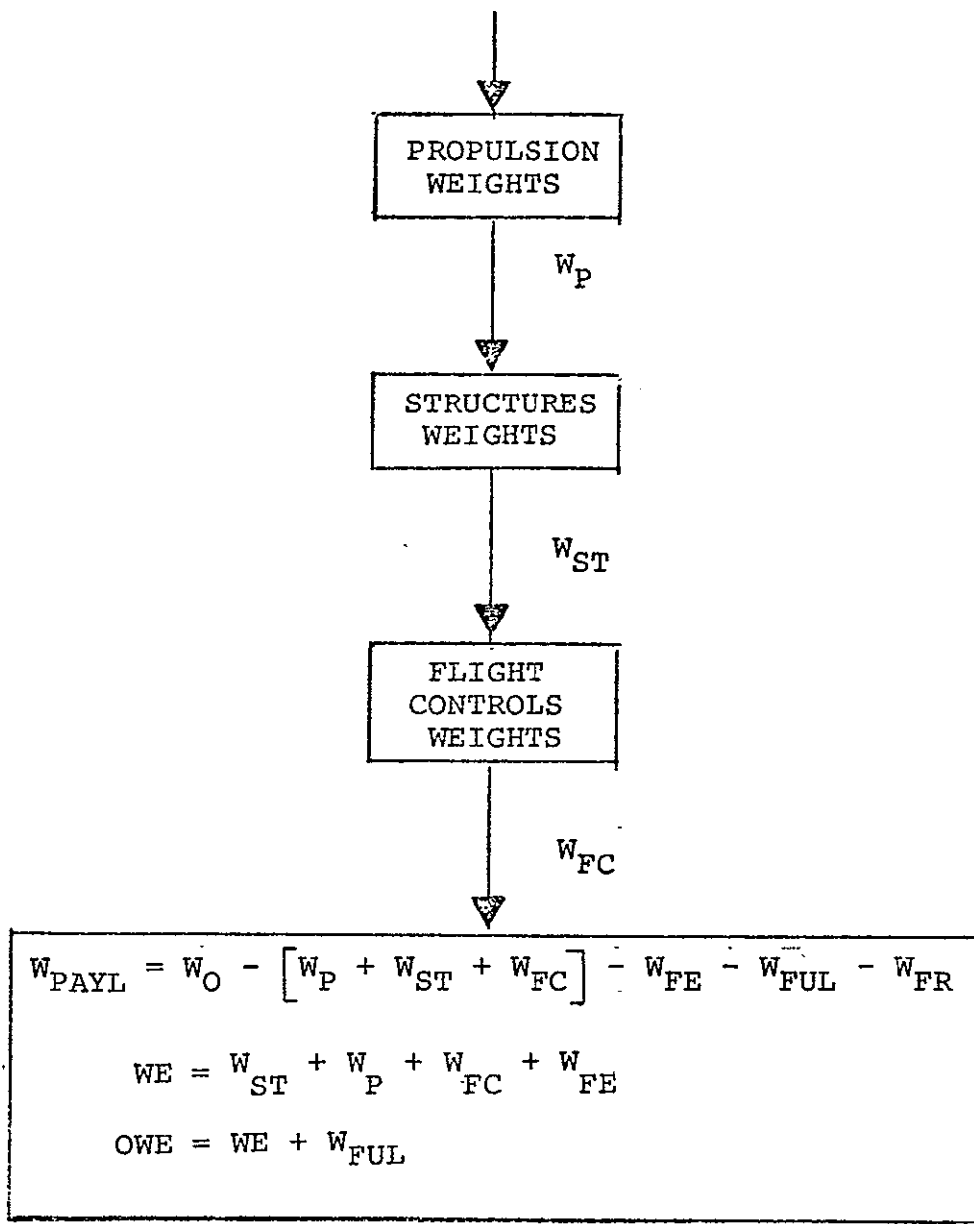 PROPULSION
WEIGHTS
W_P
STRUCTURES
WEIGHTS
W_ST
FLIGHT
CONTROLS
WEIGHTS
W_FC
W_PAYL = W_O - [W_P + W_ST + W_FC] - W_FE - W_FUL - W_FR
WE = W_ST + W_P + W_FC + W_FE
OWE = WE + W_FUL